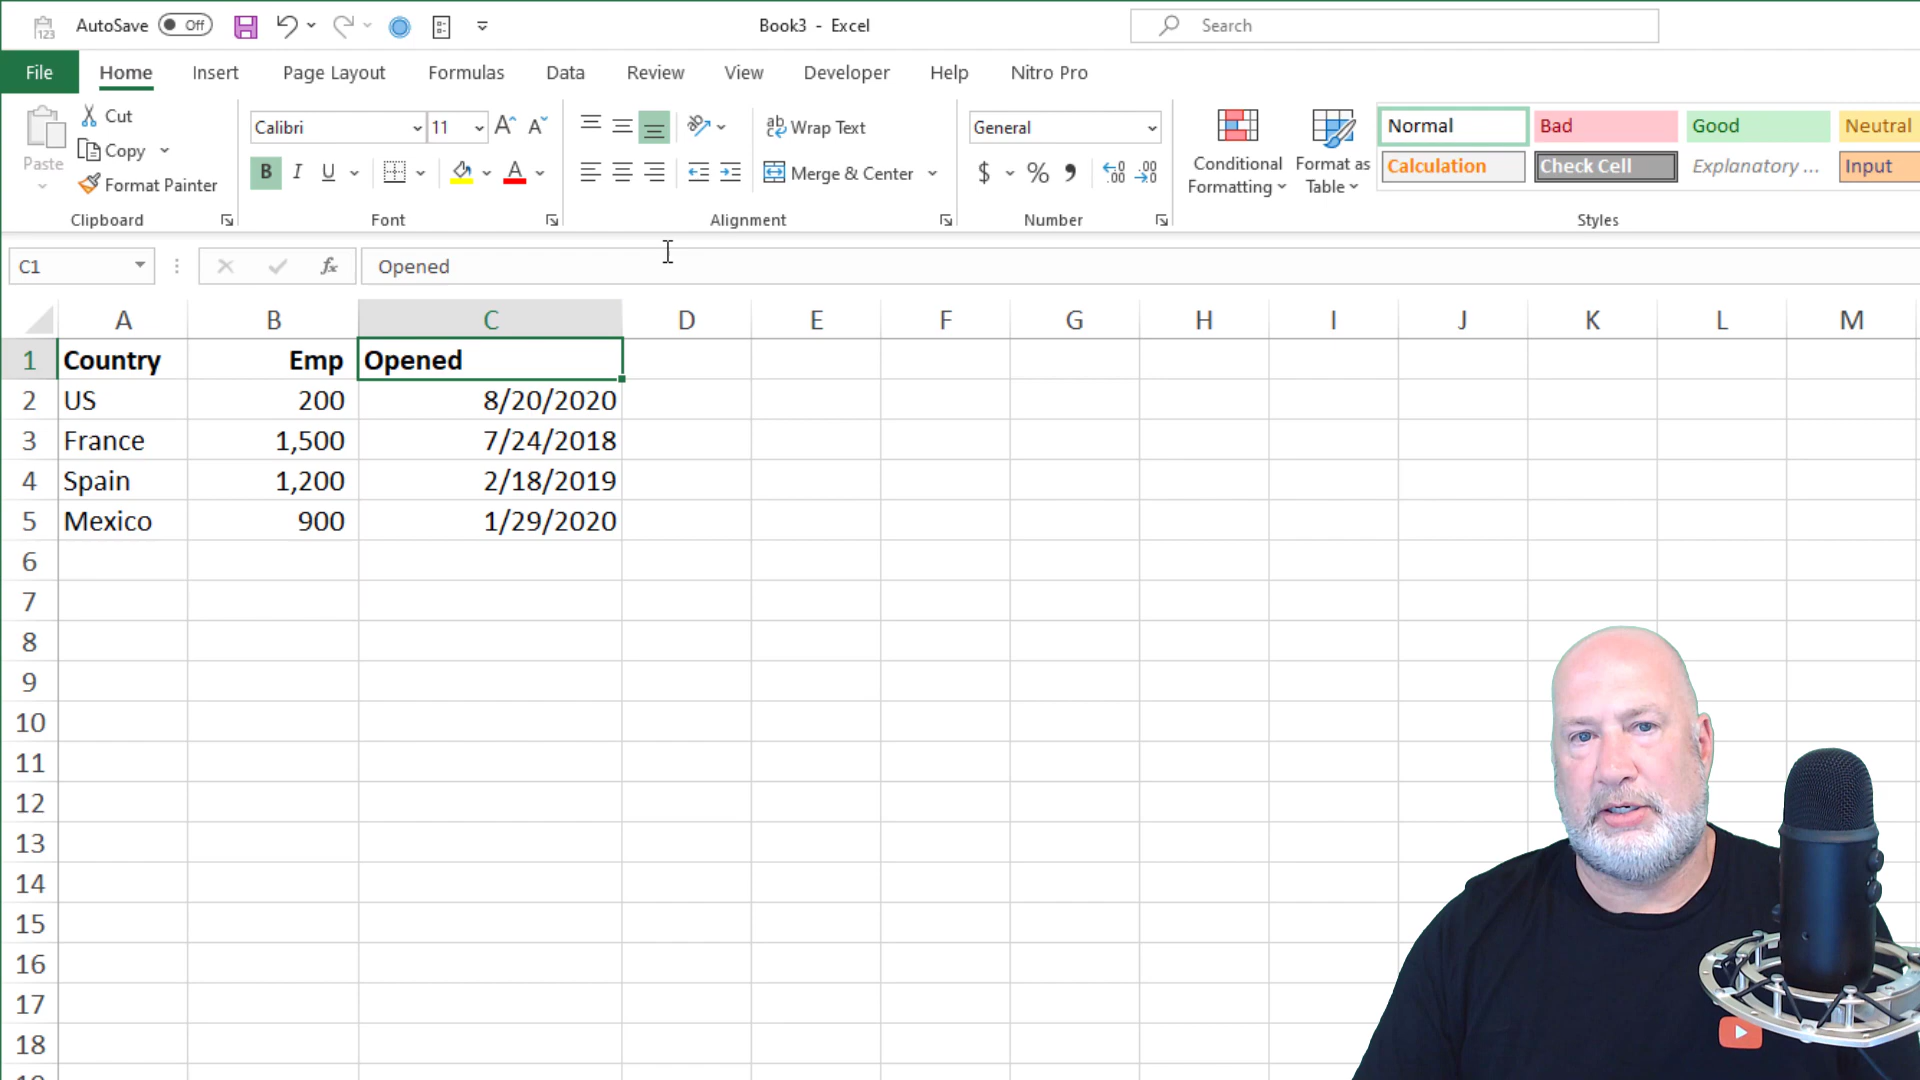 AutoSave Off Book3 - Excel Search
File Home Insert Page Layout Formulas Data Review View Developer Help Nitro Pro
Paste
Cut
Copy
Format Painter
Clipboard
Calibri 11
B I U A
Font
ab Wrap Text
Merge & Center
Alignment
General
$ % , .00
Number
Conditional Formatting
Format as Table
Normal Bad Good Neutral
Calculation Check Cell Explanatory ... Input
Styles
C1 fx Opened
A B C D E F G H I J K L M
1 Country Emp Opened
2 US 200 8/20/2020
3 France 1,500 7/24/2018
4 Spain 1,200 2/18/2019
5 Mexico 900 1/29/2020
6
7
8
9
10
11
12
13
14
15
16
17
18